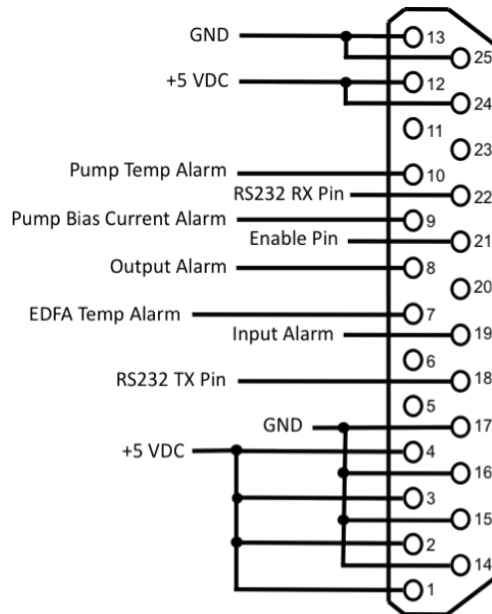 GND
13
25
+5 VDC
12
24
11
23
Pump Temp Alarm
10
RS232 RX Pin
22
Pump Bias Current Alarm
9
Enable Pin
21
Output Alarm
8
20
EDFA Temp Alarm
7
Input Alarm
19
6
RS232 TX Pin
18
5
GND
17
+5 VDC
4
16
3
15
2
14
1